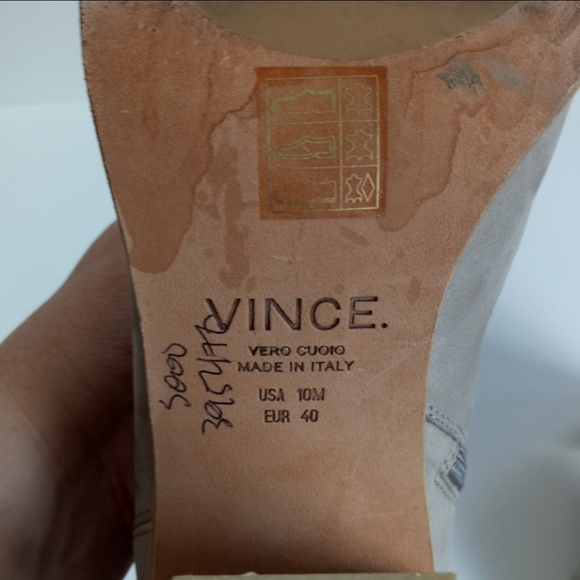 VINCE.
VERO CUOIO
MADE IN ITALY
USA 10M
EUR 40
5000